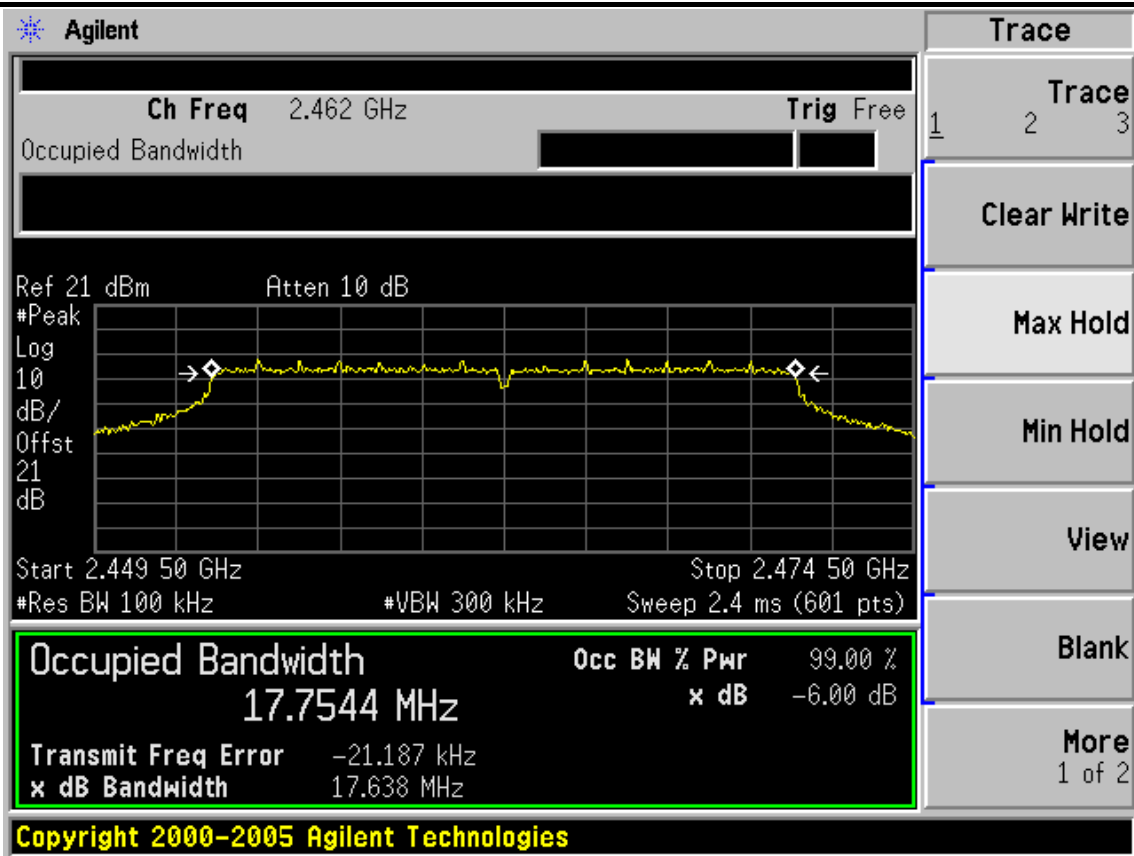 Agilent
Trace
Ch Freq 2.462 GHz Trig Free
Occupied Bandwidth
Trace
1 2 3
Clear Write
Max Hold
Min Hold
View
Blank
More
1 of 2
Ref 21 dBm Atten 10 dB
#Peak
Log
10
dB/
Offst
21
dB
Start 2.449 50 GHz Stop 2.474 50 GHz
#Res BW 100 kHz #VBW 300 kHz Sweep 2.4 ms (601 pts)
Occupied Bandwidth Occ BW % Pwr 99.00 %
17.7544 MHz x dB -6.00 dB
Transmit Freq Error -21.187 kHz
x dB Bandwidth 17.638 MHz
Copyright 2000-2005 Agilent Technologies